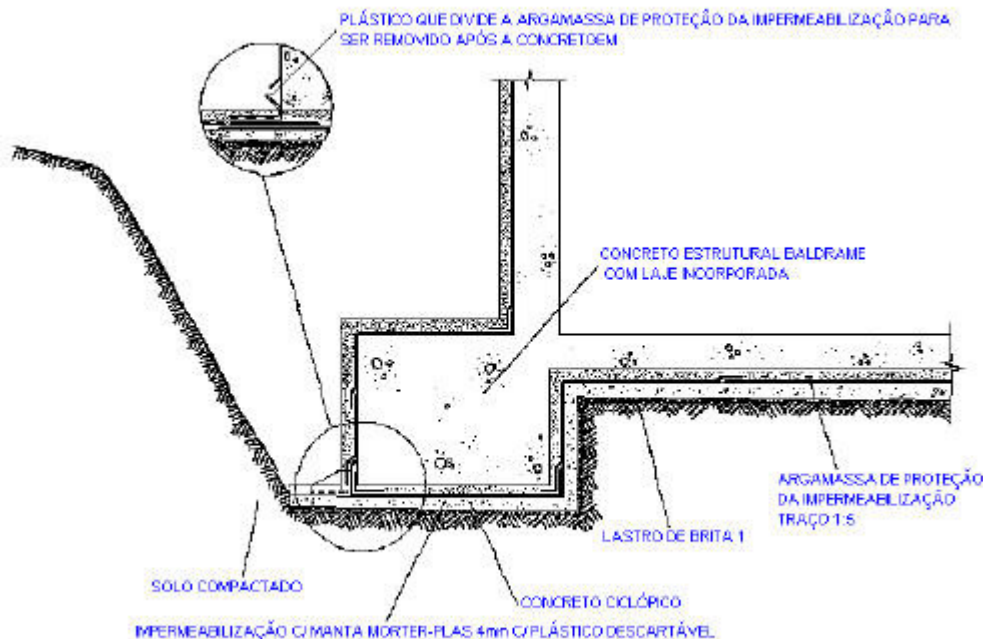 PLÁSTICO QUE DIVIDE A ARGAMASSA DE PROTEÇÃO DA IMPERMEABILIZAÇÃO PARA
SER REMOVIDO APÓS A CONCRETOEM
CONCRETO ESTRUTURAL BALDRAME
COM LAJE INCORPORADA
ARGAMASSA DE PROTEÇÃO
DA IMPERMEABILIZAÇÃO
TRAÇO 1:5
LASTRO DE BRITA 1
SOLO COMPACTADO
CONCRETO CICLÓPICO
IMPERMEABILIZAÇÃO C/ MANTA MORTER-PLAS 4mm C/ PLÁSTICO DESCARTÁVEL